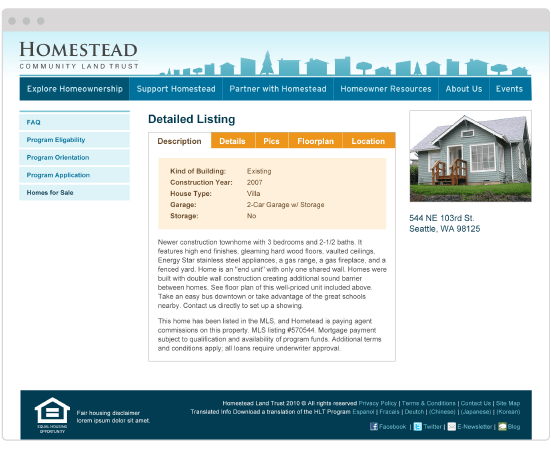 HOMESTEAD
COMMUNITY LAND TRUST
Explore Homeownership
Support Homestead
Partner with Homestead
Homeowner Resources
About Us
Events
FAQ
Program Eligability
Program Orientation
Program Application
Homes for Sale
Detailed Listing
Description
Details
Pics
Floorplan
Location
Kind of Building: Existing
Construction Year: 2007
House Type: Villa
Garage: 2-Car Garage w/ Storage
Storage: No
Newer construction townhome with 3 bedrooms and 2-1/2 baths. It
features high end finishes, gleaming hard wood floors, vaulted ceilings,
Energy Star stainless steel appliances, a gas range, a gas fireplace, and a
fenced yard. Home is an "end unit" with only one shared wall. Homes were
built with double wall construction creating additional sound barrier
between homes. See floor plan of this well-priced unit included above.
Take an easy bus downtown or take advantage of the great schools
nearby. Contact us directly to set up a showing.
This home has been listed in the MLS, and Hometead is paying agent
commissions on this property. MLS listing #570544. Mortgage payment
subject to qualification and availability of program funds. Additional terms
and conditions apply, all loans require underwriter approval.
544 NE 103rd St.
Seattle, WA 98125
EQUAL HOUSING
OPPORTUNITY
Fair housing disclaimer
lorem ipsum dolor sit amet.
Homestead Land Trust 2010 © All rights reserved Privacy Policy | Terms & Conditions | Contact Us | Site Map
Translated Info Download a translation of the HLT Program Espanol | Fracais | Deutch | (Chinese) | (Japanese) | (Korean)
Facebook | Twitter | E-Newsletter | Blog